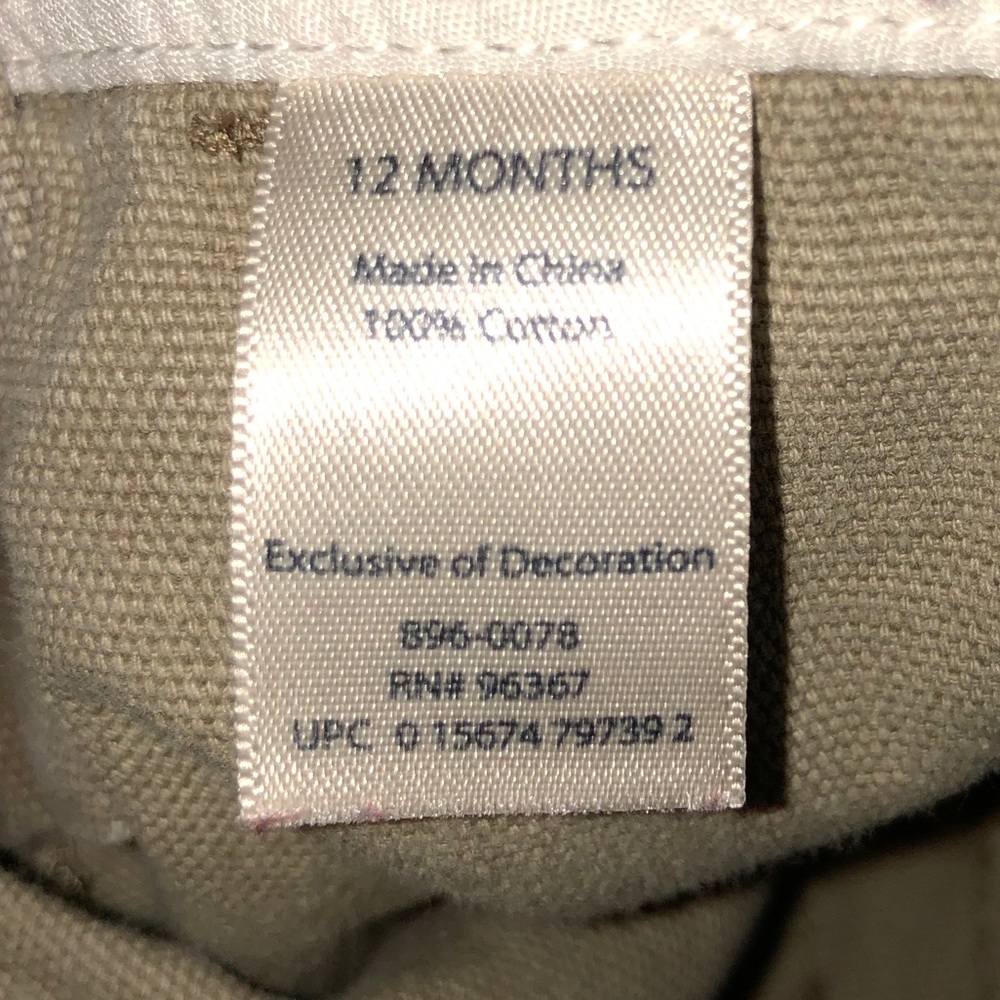 12 MONTHS
Made in China
100% Cotton
Exclusive of Decoration
896-0078
RN# 96367
UPC 0 15674 79739 2